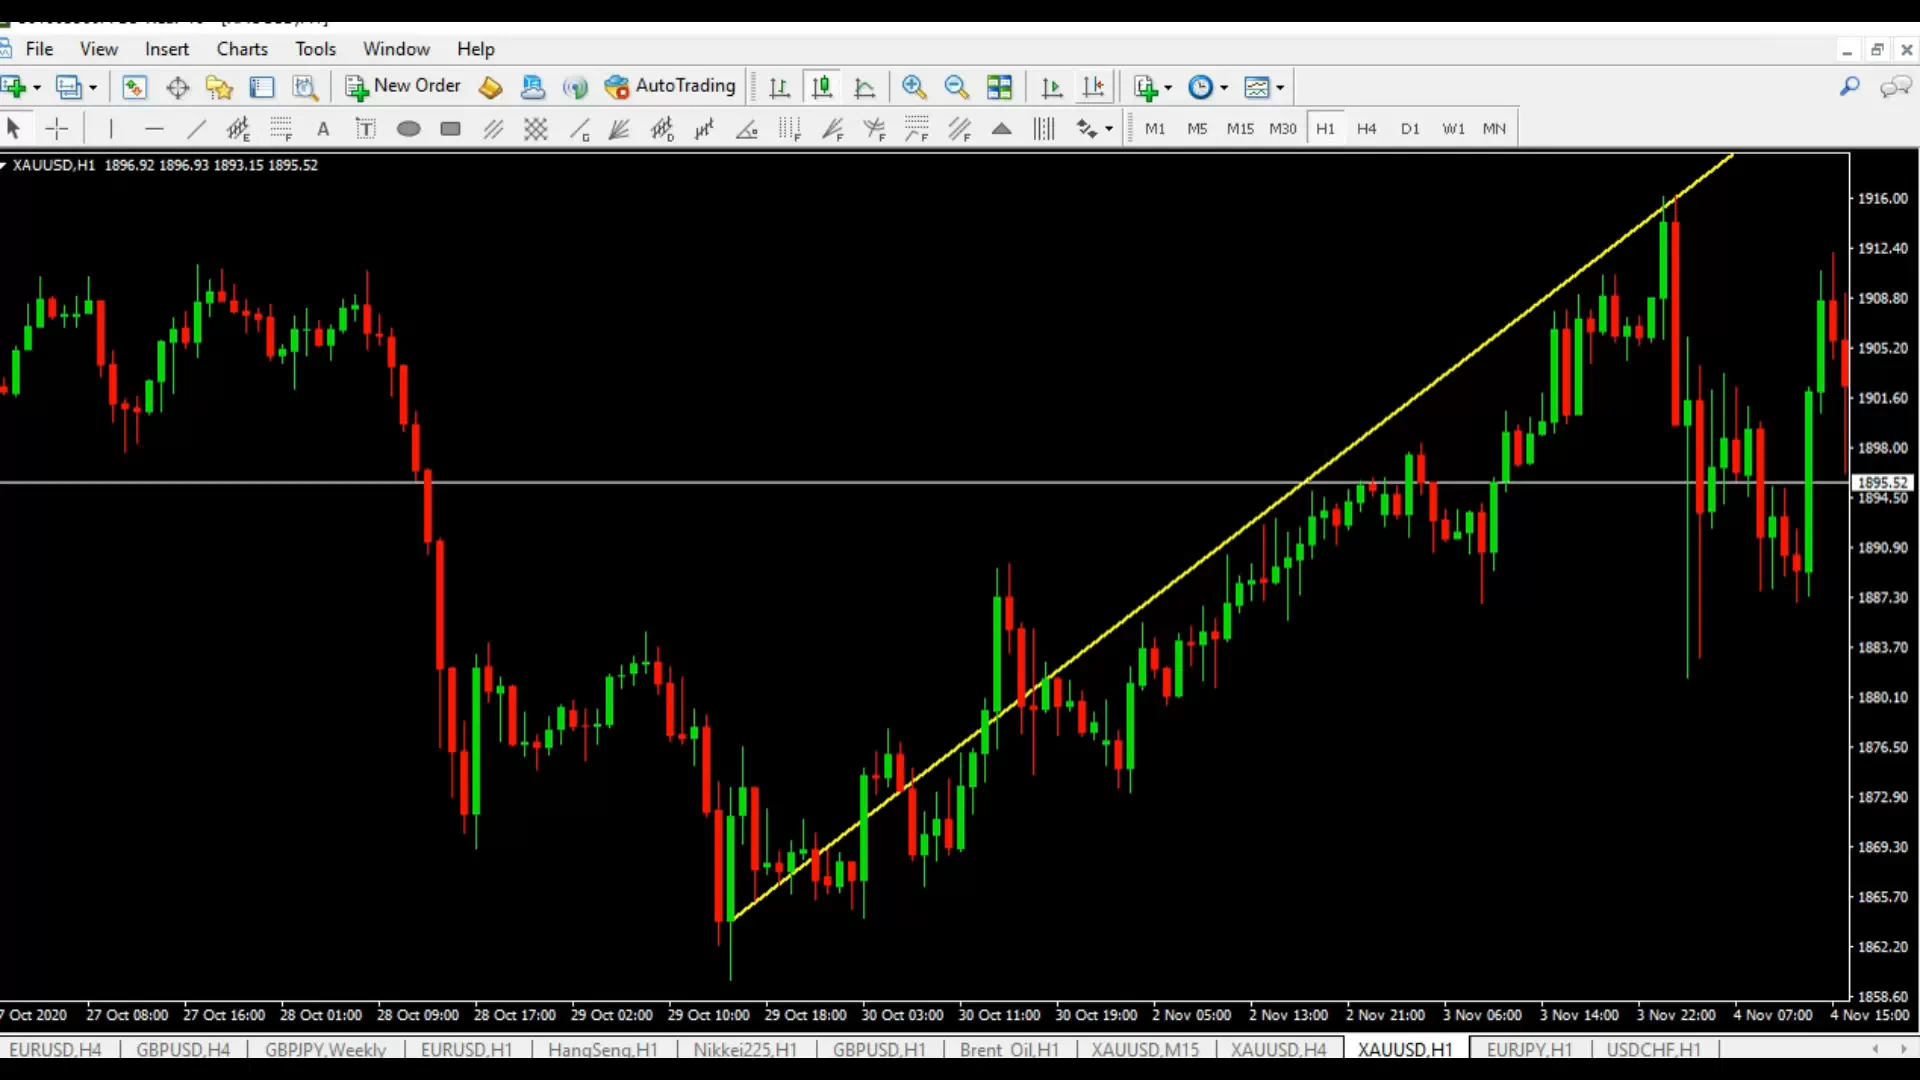 File View Insert Charts Tools Window Help
New Order AutoTrading
A T
M1 M5 M15 M30 H1 H4 D1 W1 MN
XAUUSD,H1 1896.92 1896.93 1893.15 1895.52
1916.00
1912.40
1908.80
1905.20
1901.60
1898.00
1895.52
1894.50
1890.90
1887.30
1883.70
1880.10
1876.50
1872.90
1869.30
1865.70
1862.20
1858.60
7 Oct 2020 27 Oct 08:00 27 Oct 16:00 28 Oct 01:00 28 Oct 09:00 28 Oct 17:00 29 Oct 02:00 29 Oct 10:00 29 Oct 18:00 30 Oct 03:00 30 Oct 11:00 30 Oct 19:00 2 Nov 05:00 2 Nov 13:00 2 Nov 21:00 3 Nov 06:00 3 Nov 14:00 3 Nov 22:00 4 Nov 07:00 4 Nov 15:00
EURUSD,H4 GBPUSD,H4 GBPJPY,Weekly EURUSD,H1 HangSeng,H1 Nikkei225,H1 GBPUSD,H1 Brent_Oil,H1 XAUUSD,M15 XAUUSD,H4 XAUUSD,H1 EURJPY,H1 USDCHF,H1